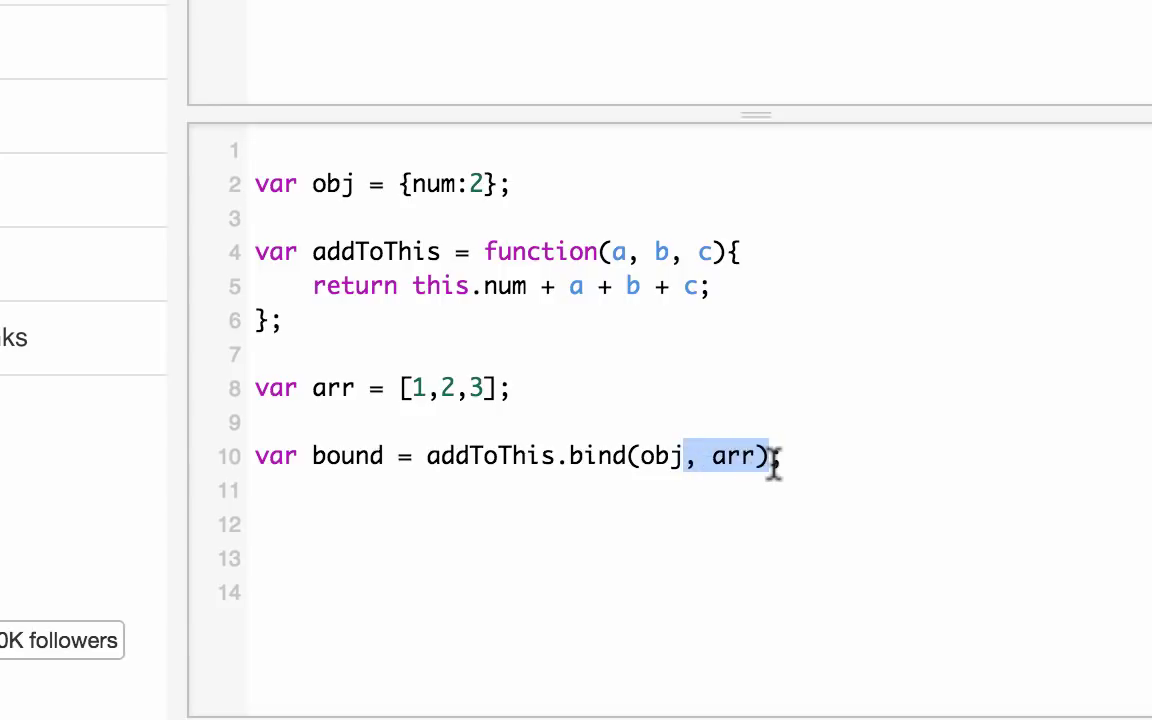 1
2 var obj = {num:2};
3
4 var addToThis = function(a, b, c){
5     return this.num + a + b + c;
6 };
7
8 var arr = [1,2,3];
9
10 var bound = addToThis.bind(obj, arr);
11
12
13
14
nks
0K followers